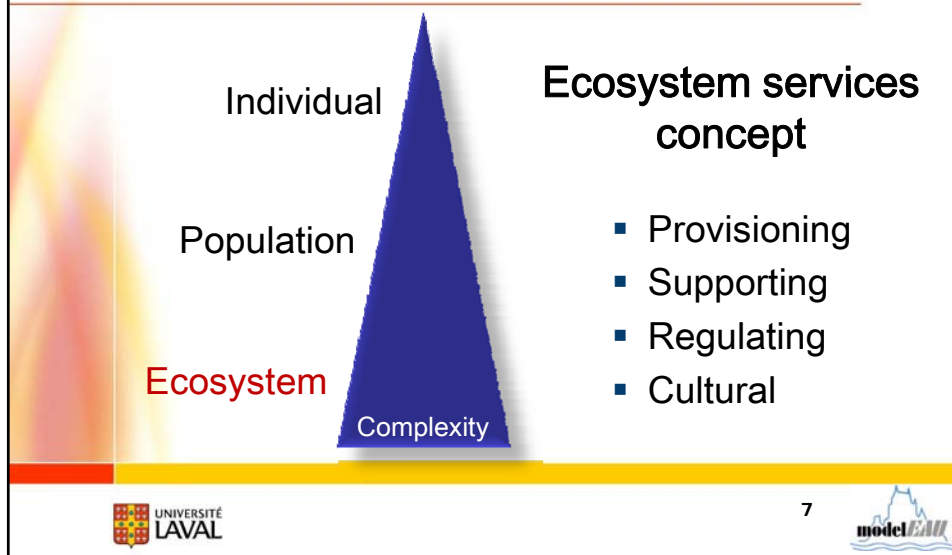 Individual
Population
Ecosystem
Complexity
Ecosystem services
concept
▪ Provisioning
▪ Supporting
▪ Regulating
▪ Cultural
UNIVERSITÉ
LAVAL
7
modelEAU